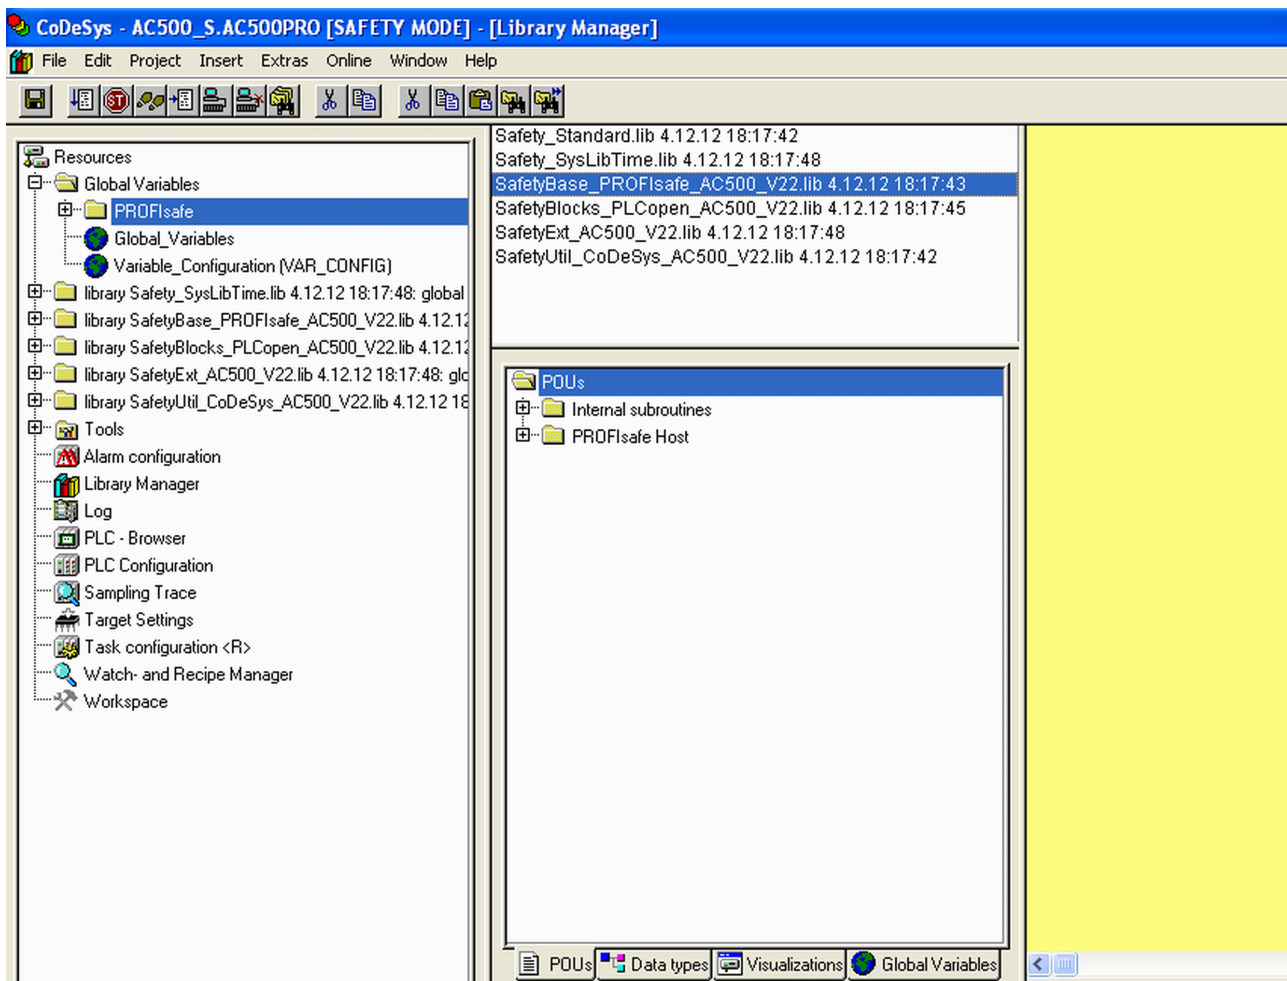 CoDeSys - AC500_S.AC500PRO [SAFETY MODE] - [Library Manager]
File Edit Project Insert Extras Online Window Help
Resources
Global Variables
PROFIsafe
Global_Variables
Variable_Configuration (VAR_CONFIG)
library Safety_SysLibTime.lib 4.12.12 18:17:48: global
library SafetyBase_PROFIsafe_AC500_V22.lib 4.12.12
library SafetyBlocks_PLCopen_AC500_V22.lib 4.12.12
library SafetyExt_AC500_V22.lib 4.12.12 18:17:48: glo
library SafetyUtil_CoDeSys_AC500_V22.lib 4.12.12 18
Tools
Alarm configuration
Library Manager
Log
PLC - Browser
PLC Configuration
Sampling Trace
Target Settings
Task configuration <R>
Watch- and Recipe Manager
Workspace
Safety_Standard.lib 4.12.12 18:17:42
Safety_SysLibTime.lib 4.12.12 18:17:48
SafetyBase_PROFIsafe_AC500_V22.lib 4.12.12 18:17:43
SafetyBlocks_PLCopen_AC500_V22.lib 4.12.12 18:17:45
SafetyExt_AC500_V22.lib 4.12.12 18:17:48
SafetyUtil_CoDeSys_AC500_V22.lib 4.12.12 18:17:42
POUs
Internal subroutines
PROFIsafe Host
POUs Data types Visualizations Global Variables